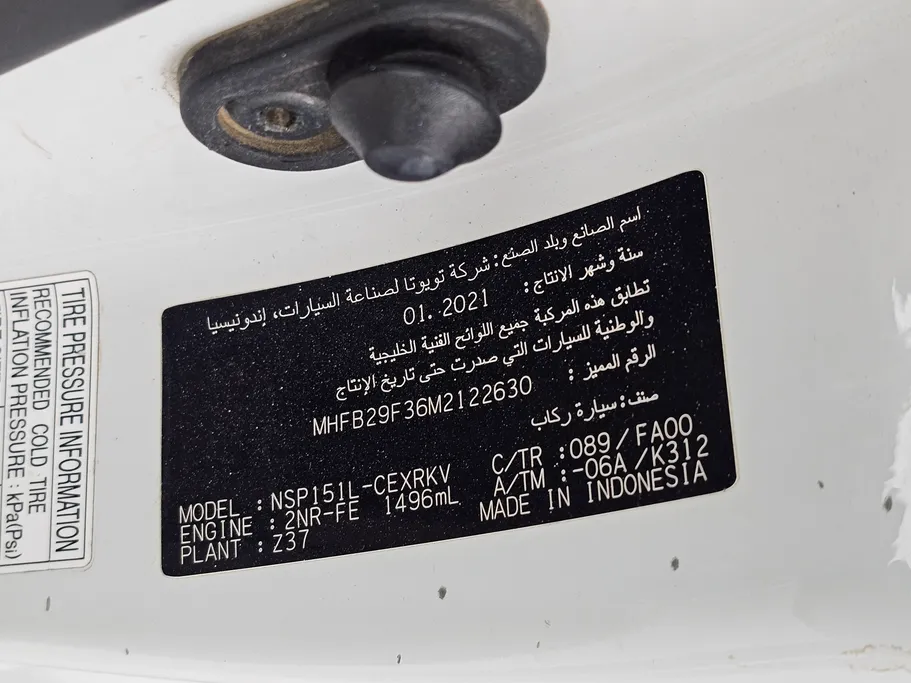 اسم الصانع وبلد الصنع: شركة تويوتا لصناعة السيارات، إندونيسيا
سنة وشهر الانتاج: 01. 2021
تطابق هذه المركبة جميع اللوائح الفنية الخليجية
والوطنية للسيارات التي صدرت حتى تاريخ الإنتاج
الرقم المميز: MHFB29F36M2122630
صنف: سيارة ركاب
MODEL : NSP151L-CEXRKV C/TR :089/FA00
ENGINE : 2NR-FE 1496mL A/TM :-06A/K312
PLANT : Z37 MADE IN INDONESIA
TIRE PRESSURE INFORMATION
RECOMMENDED COLD TIRE
INFLATION PRESSURE : kPa(Psi)